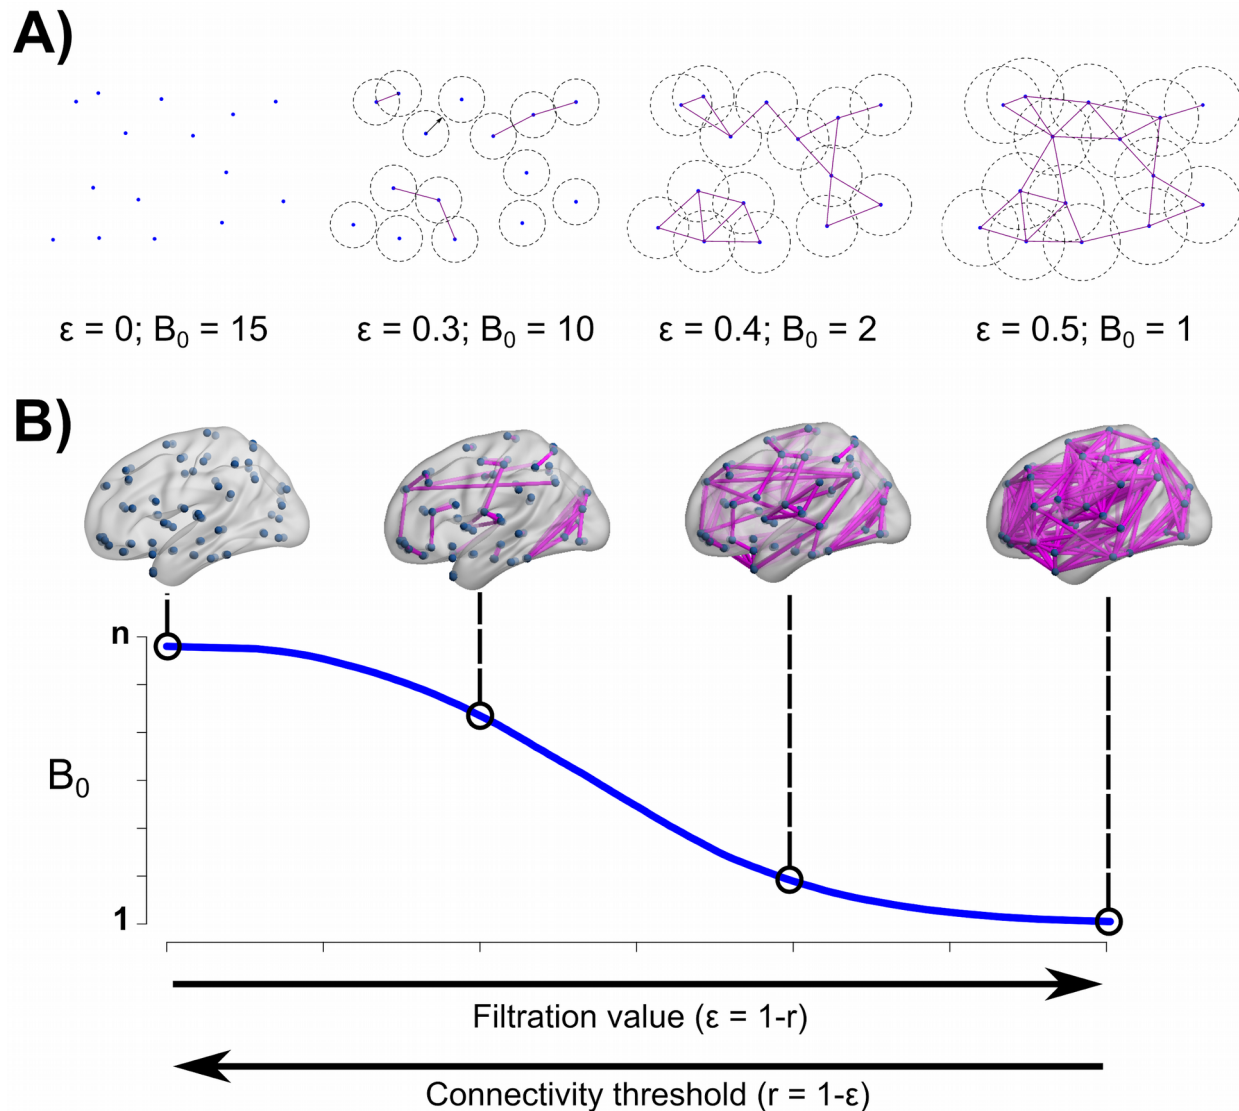 A)
ε = 0; B₀ = 15
ε = 0.3; B₀ = 10
ε = 0.4; B₀ = 2
ε = 0.5; B₀ = 1
B)
n
B₀
1
Filtration value (ε = 1-r)
Connectivity threshold (r = 1-ε)